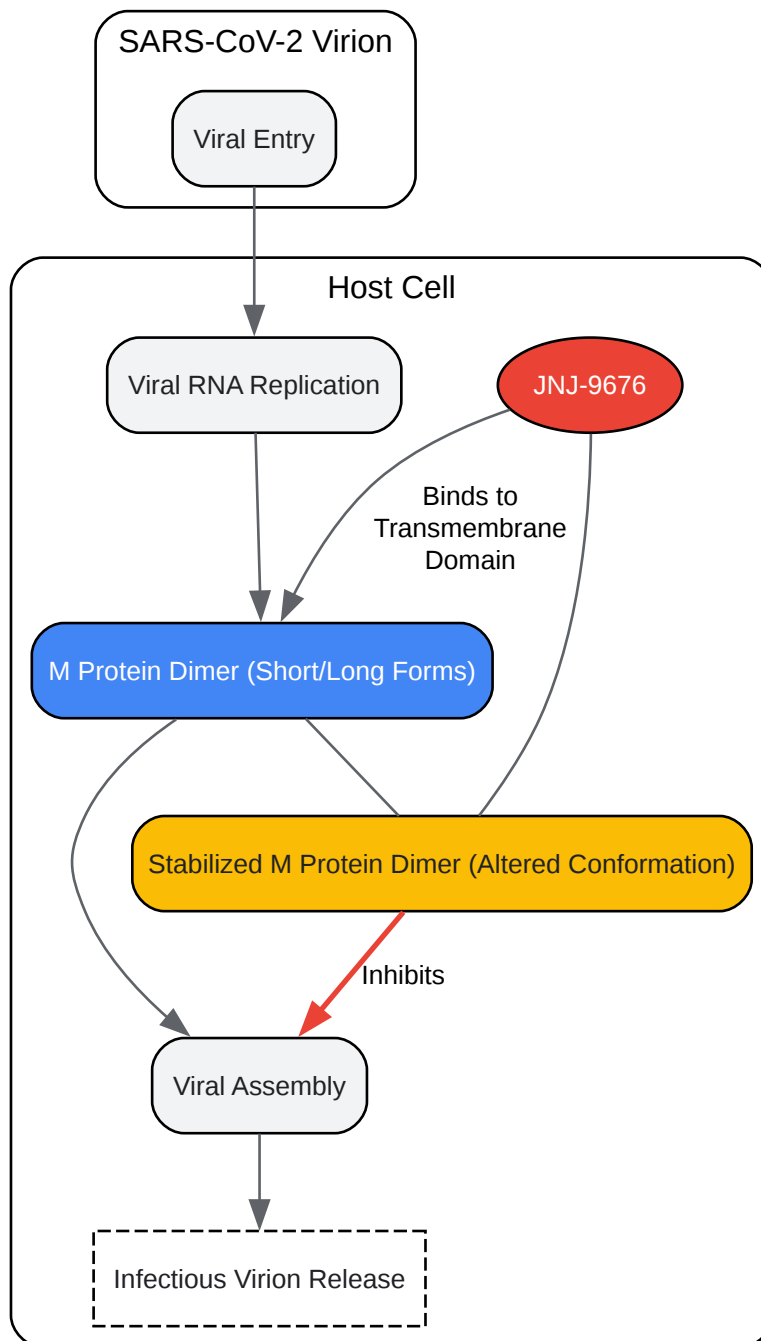 SARS-CoV-2 Virion
Viral Entry
Host Cell
Viral RNA Replication
JNJ-9676
Binds to
Transmembrane
Domain
M Protein Dimer (Short/Long Forms)
Stabilized M Protein Dimer (Altered Conformation)
Inhibits
Viral Assembly
Infectious Virion Release